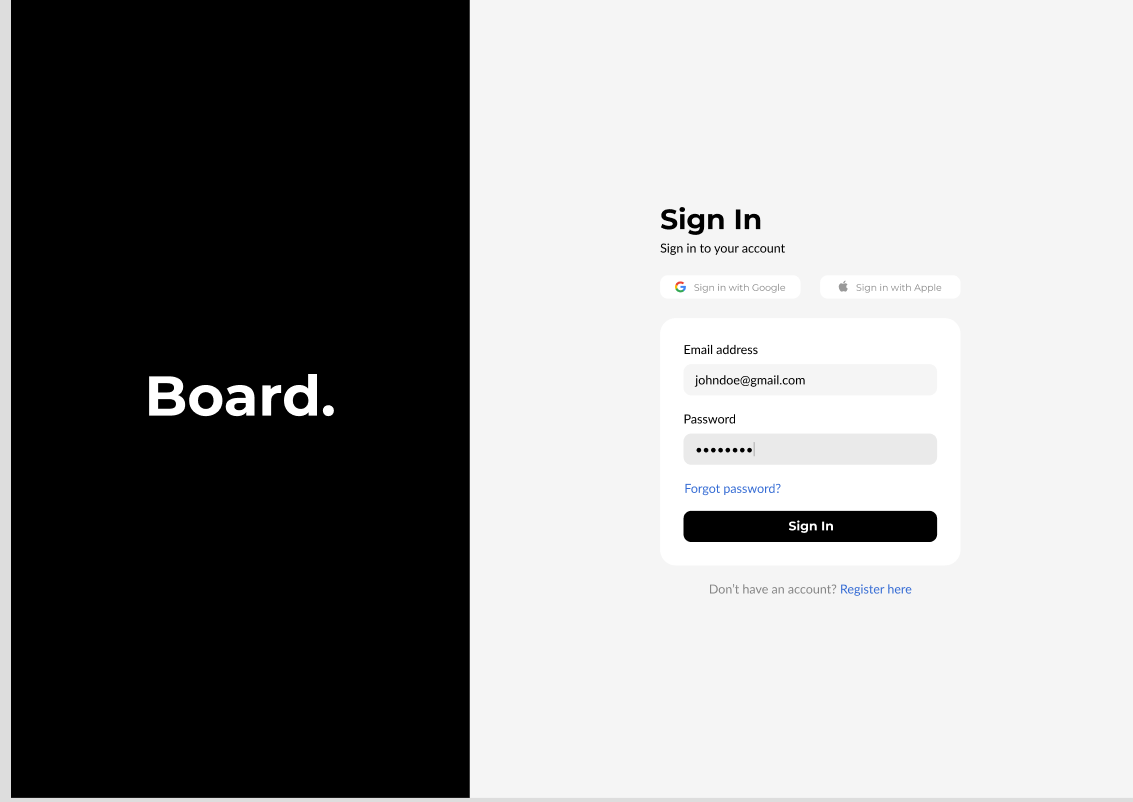 Board.
Sign In
Sign in to your account
Sign in with Google
Sign in with Apple
Email address
johndoe@gmail.com
Password
••••••••
Forgot password?
Sign In
Don't have an account? Register here